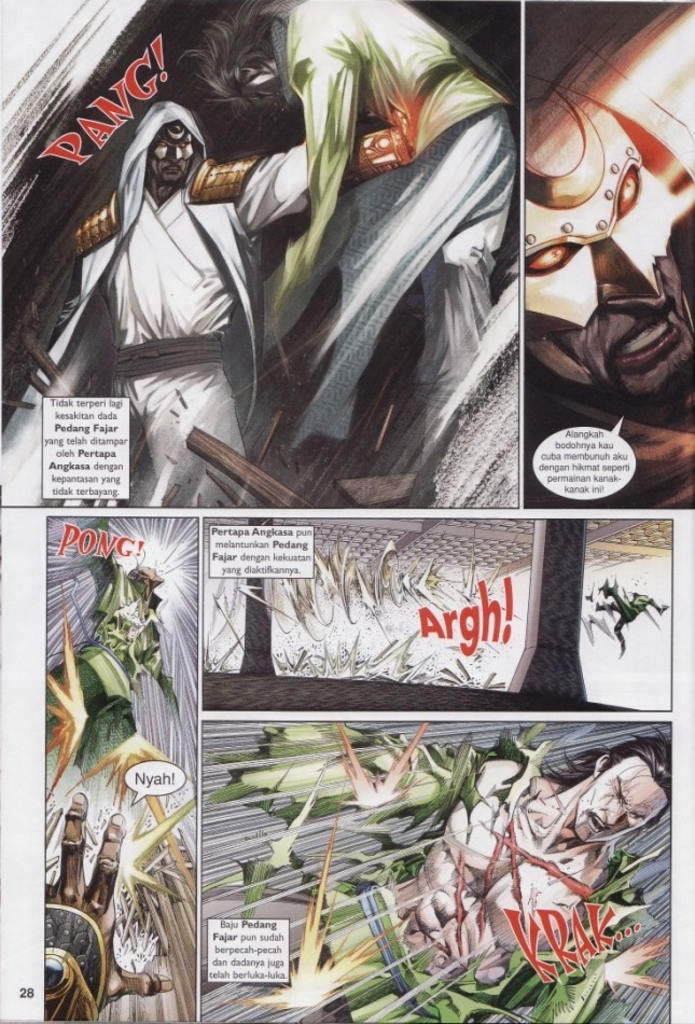 PANG!
Tidak terperi lagi
kesakitan dada
Pedang Fajar
yang telah ditampar
oleh Pertapa
Angkasa dengan
kepantasan yang
tidak terbayang.
Alangkah
bodohnya kau
cuba membunuh aku
dengan hikmat seperti
permainan kanak-
kanak ini!
PONG!
Nyah!
Pertapa Angkasa pun
melantunkan Pedang
Fajar dengan kekuatan
yang diaktifkannya.
Argh!
Baju Pedang
Fajar pun sudah
berpecah-pecah
dan dadanya juga
telah berluka-luka.
KRAK...
28